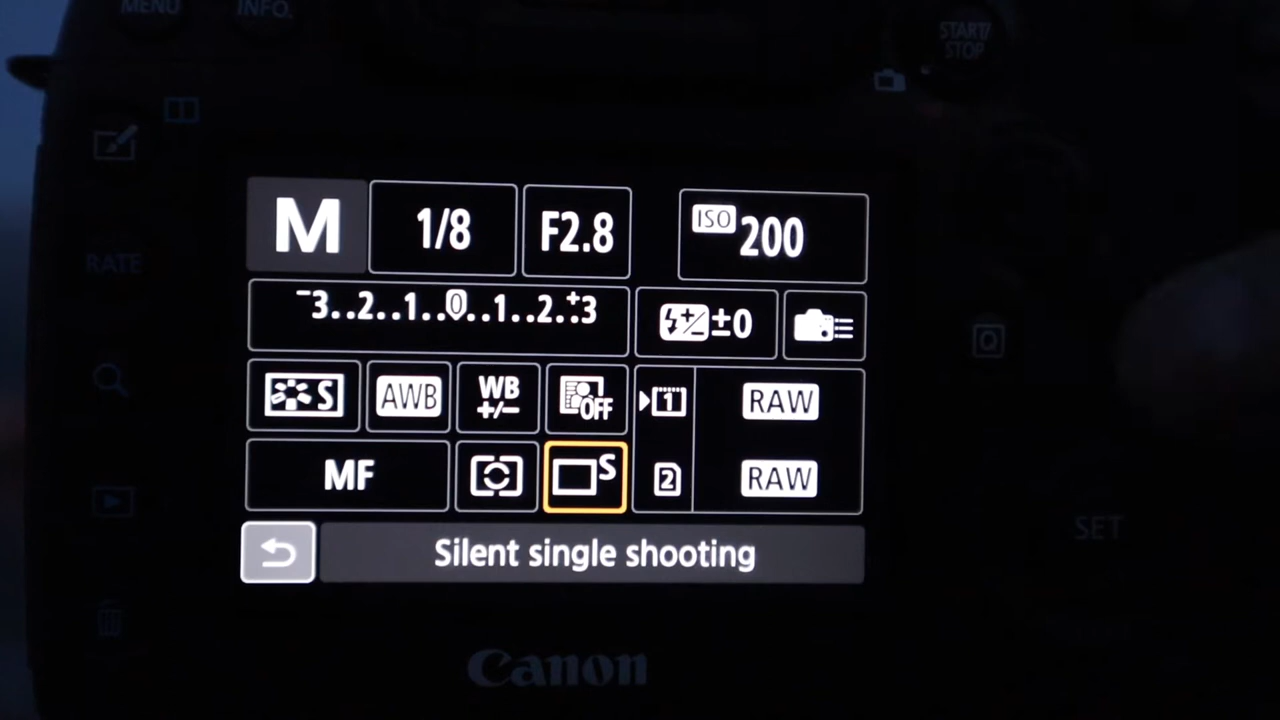 MENU INFO.
START/
STOP
M 1/8 F2.8 ISO 200
RATE
-3..2..1..0..1..2..+3 ±0
Q
S AWB WB +/- OFF 1 RAW
MF S 2 RAW
SET
Silent single shooting
Canon